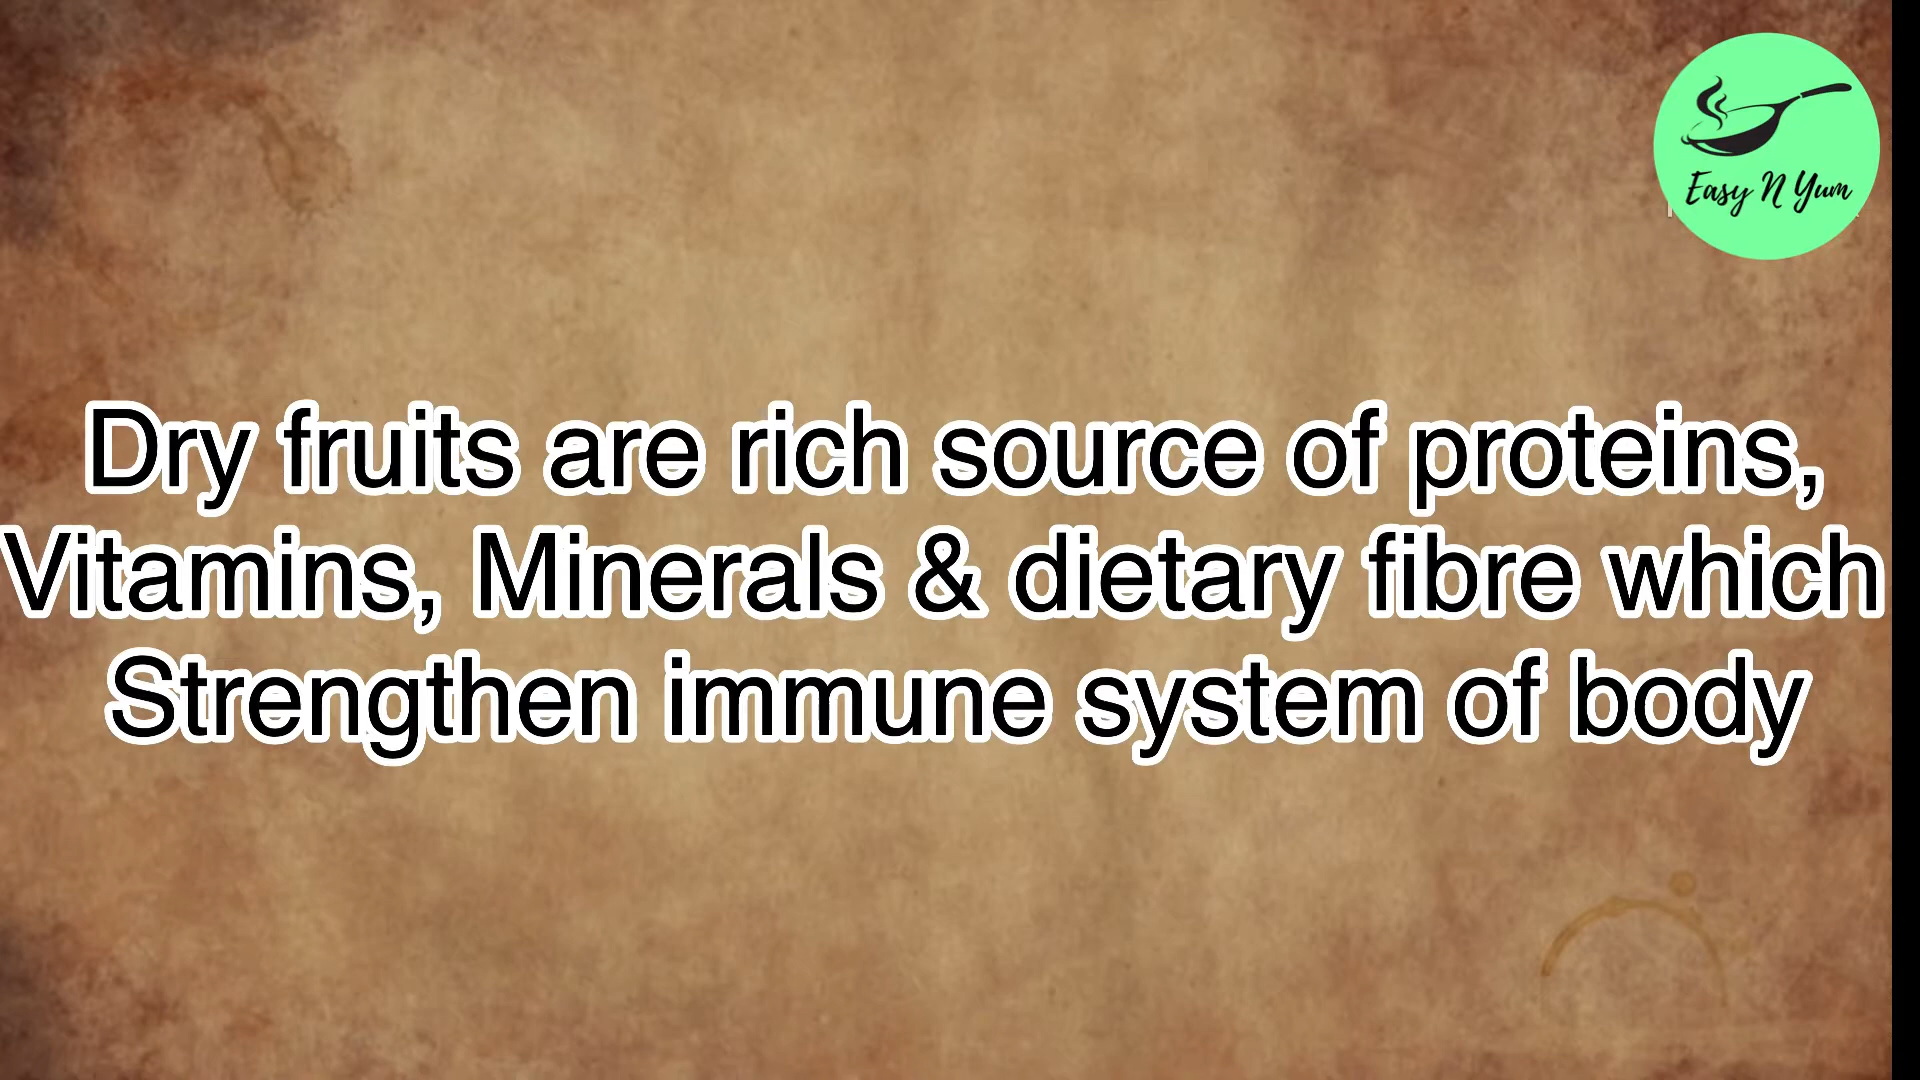 Easy N Yum
Dry fruits are rich source of proteins,
Vitamins, Minerals & dietary fibre which
Strengthen immune system of body